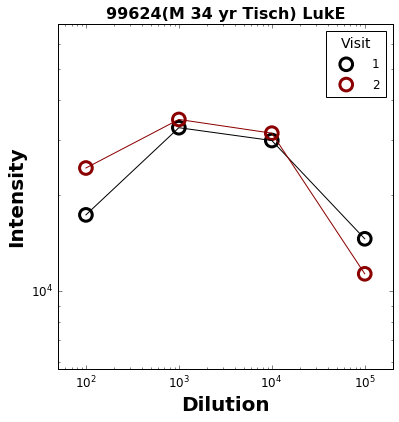 99624(M 34 yr Tisch) LukE
Visit
1
2
Intensity
10^4
10^2 10^3 10^4 10^5
Dilution